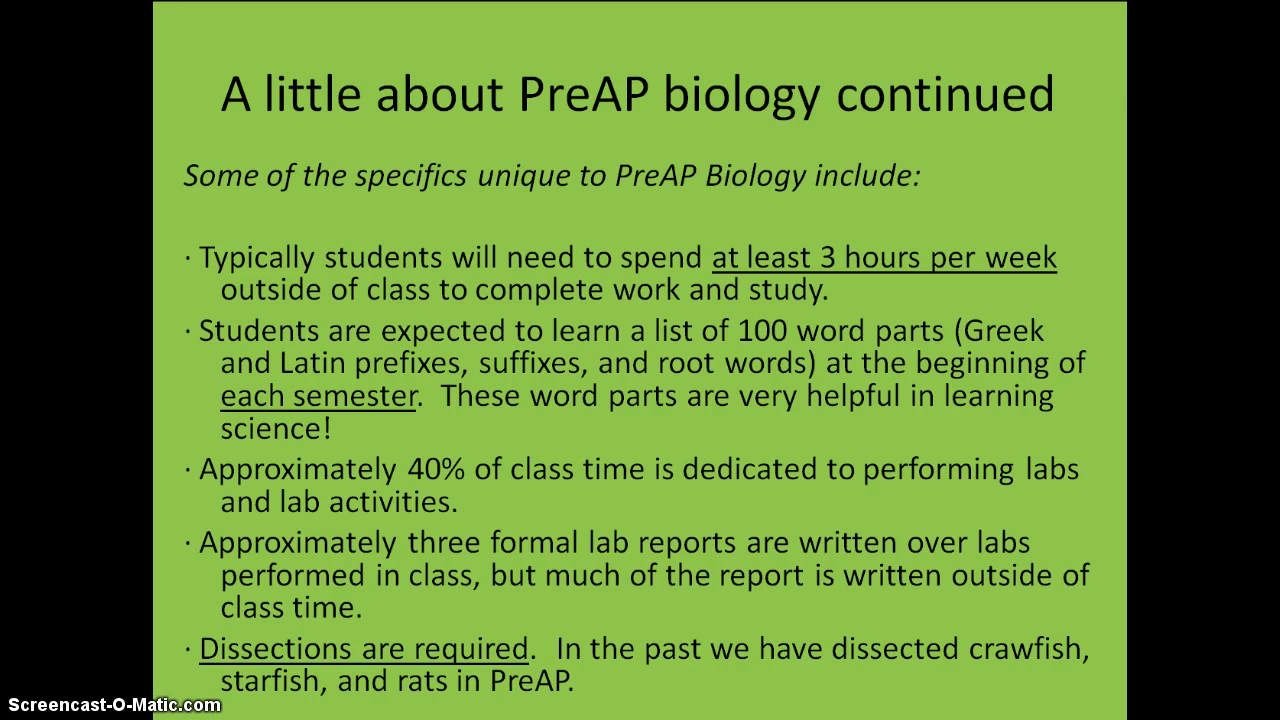 A little about PreAP biology continued
Some of the specifics unique to PreAP Biology include:
· Typically students will need to spend at least 3 hours per week
outside of class to complete work and study.
· Students are expected to learn a list of 100 word parts (Greek
and Latin prefixes, suffixes, and root words) at the beginning of
each semester.  These word parts are very helpful in learning
science!
· Approximately 40% of class time is dedicated to performing labs
and lab activities.
· Approximately three formal lab reports are written over labs
performed in class, but much of the report is written outside of
class time.
· Dissections are required.  In the past we have dissected crawfish,
starfish, and rats in PreAP.
Screencast-O-Matic.com